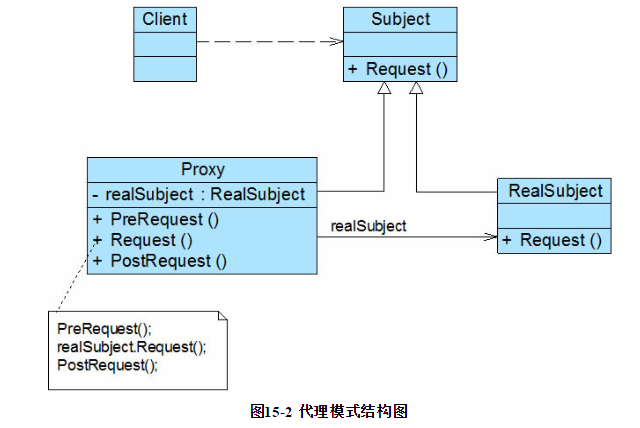 Client
Subject
+ Request ()
Proxy
- realSubject : RealSubject
+ PreRequest ()
+ Request ()
+ PostRequest ()
realSubject
RealSubject
+ Request ()
PreRequest();
realSubject.Request();
PostRequest();
图15-2 代理模式结构图